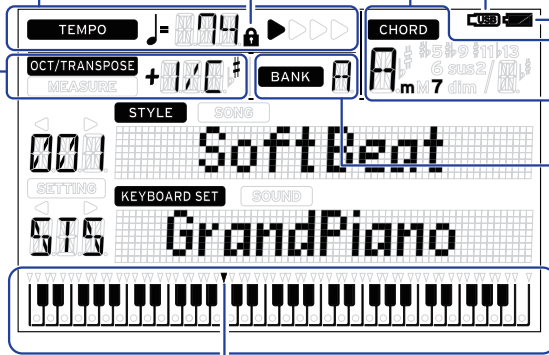 TEMPO ♩= 74 CHORD USB
♯5♯9♯11♭13
6 sus2
OCT/TRANSPOSE +1/C♯ BANK A Am M7 dim /
MEASURE
STYLE SONG
001 SoftBeat
SETTING
KEYBOARD SET SOUND
STS GrandPiano